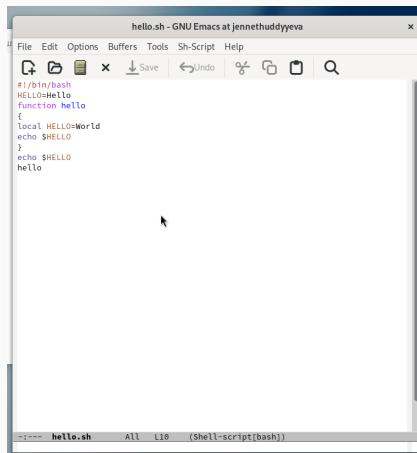 hello.sh - GNU Emacs at jennethuddyyeva ×
File Edit Options Buffers Tools Sh-Script Help
Save Undo
#!/bin/bash
HELLO=Hello
function hello
{
local HELLO=World
echo $HELLO
}
echo $HELLO
hello
-:--- hello.sh All L10 (Shell-script[bash])